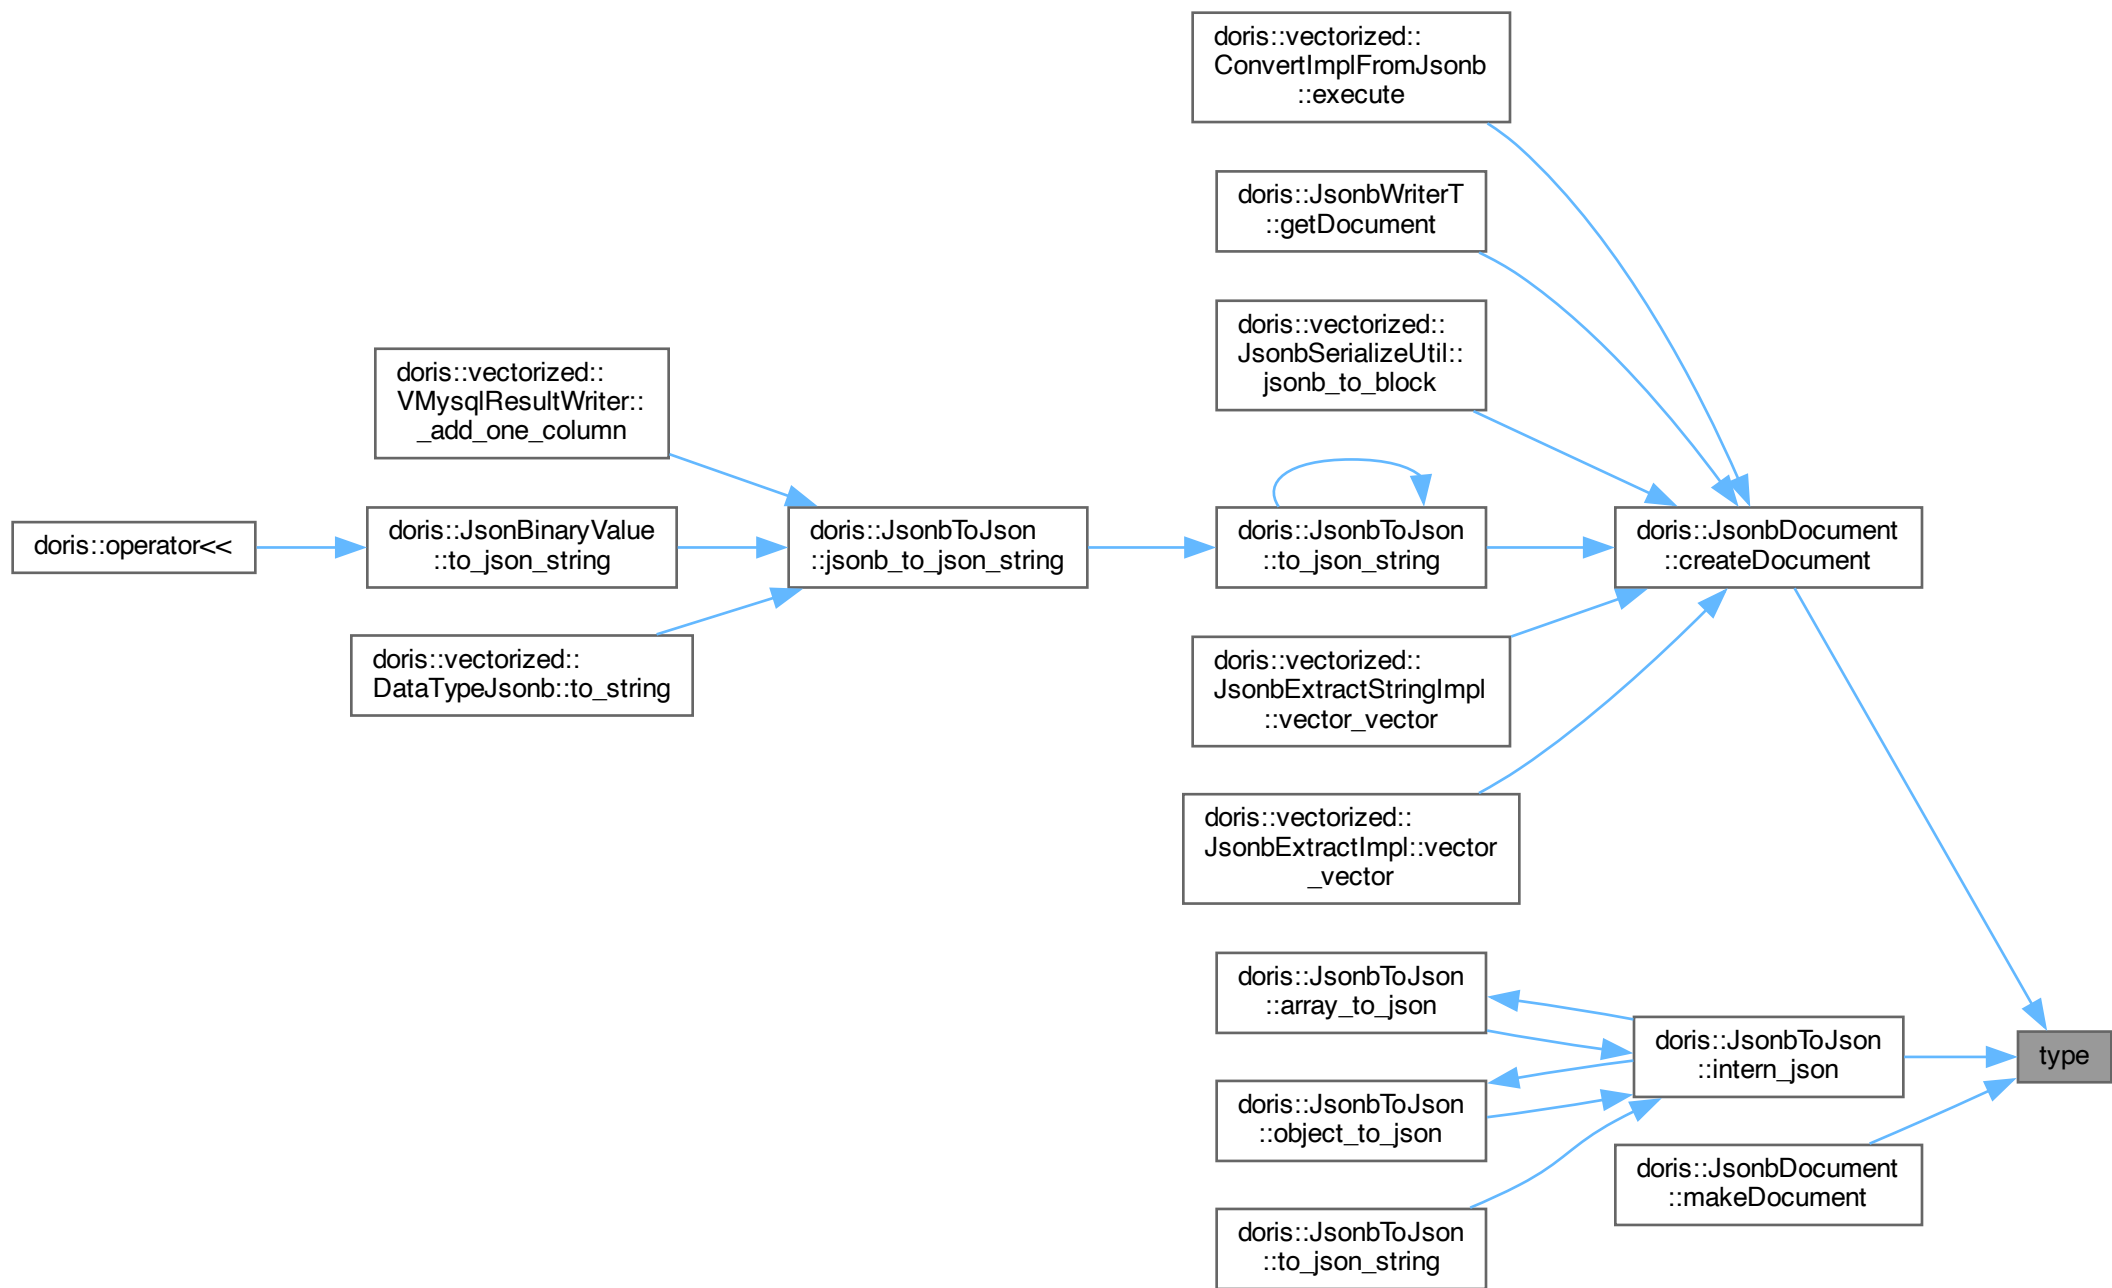 doris::vectorized::
ConvertImplFromJsonb
::execute
doris::JsonbWriterT
::getDocument
doris::vectorized::
JsonbSerializeUtil::
jsonb_to_block
doris::vectorized::
VMysqlResultWriter::
_add_one_column
doris::operator<<
doris::JsonBinaryValue
::to_json_string
doris::JsonbToJson
::jsonb_to_json_string
doris::JsonbToJson
::to_json_string
doris::JsonbDocument
::createDocument
doris::vectorized::
DataTypeJsonb::to_string
doris::vectorized::
JsonbExtractStringImpl
::vector_vector
doris::vectorized::
JsonbExtractImpl::vector
_vector
doris::JsonbToJson
::array_to_json
doris::JsonbToJson
::intern_json
type
doris::JsonbToJson
::object_to_json
doris::JsonbDocument
::makeDocument
doris::JsonbToJson
::to_json_string